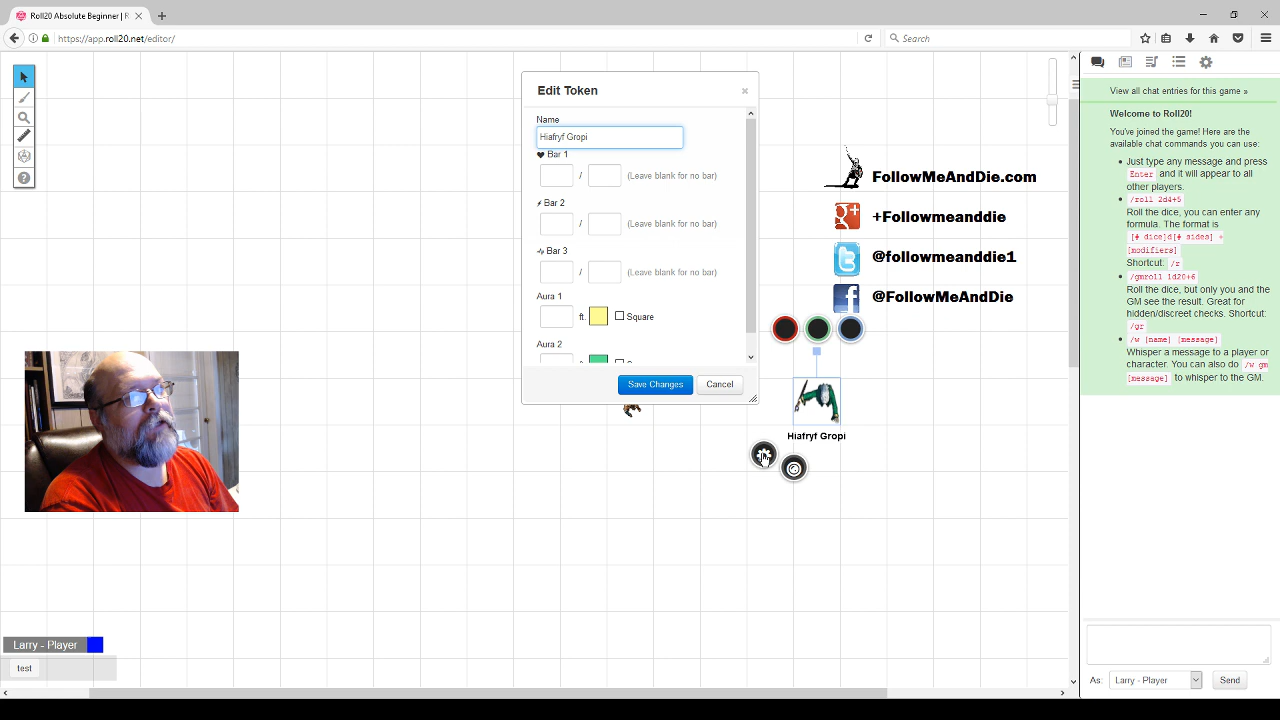 Roll20 Absolute Beginner | R
https://app.roll20.net/editor/
Search
Edit Token
Name
Hiafryf Gropi
Bar 1
/ (Leave blank for no bar)
Bar 2
/ (Leave blank for no bar)
Bar 3
/ (Leave blank for no bar)
Aura 1
ft. Square
Aura 2
Save Changes
Cancel
FollowMeAndDie.com
+Followmeanddie
@followmeanddie1
@FollowMeAndDie
Hiafryf Gropi
Larry - Player
test
View all chat entries for this game »
Welcome to Roll20!
You've joined the game! Here are the
available chat commands you can use:
• Just type any message and press
Enter and it will appear to all
other players.
• /roll 2d4+5
Roll the dice, you can enter any
formula. The format is
[# dice]d[# sides] +
[modifiers]
Shortcut: /r
• /gmroll 1d20+6
Roll the dice, but only you and the
GM see the result. Great for
hidden/discreet checks. Shortcut:
/gr
• /w [name] [message]
Whisper a message to a player or
character. You can also do /w gm
[message] to whisper to the GM.
As: Larry - Player
Send